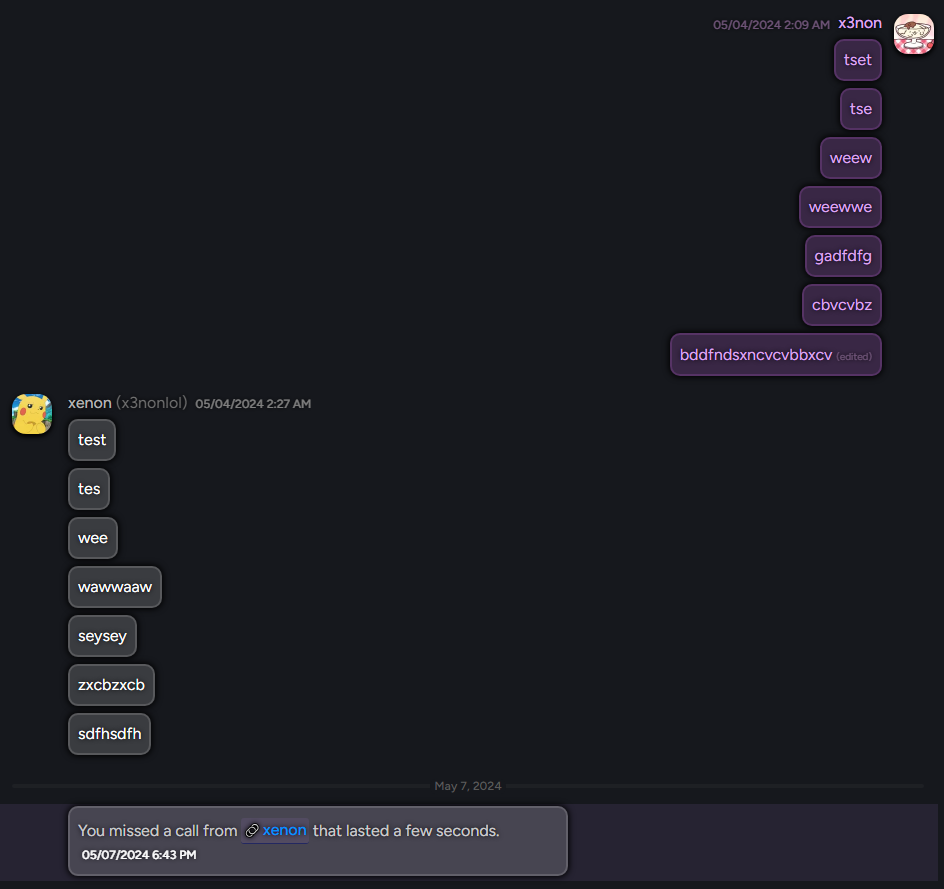 05/04/2024 2:09 AM x3non
tset
tse
weew
weewwe
gadfdfg
cbvcvbz
bddfndsxncvcvbbxcv (edited)
xenon (x3nonlol) 05/04/2024 2:27 AM
test
tes
wee
wawwaaw
seysey
zxcbzxcb
sdfhsdfh
May 7, 2024
You missed a call from xenon that lasted a few seconds.
05/07/2024 6:43 PM